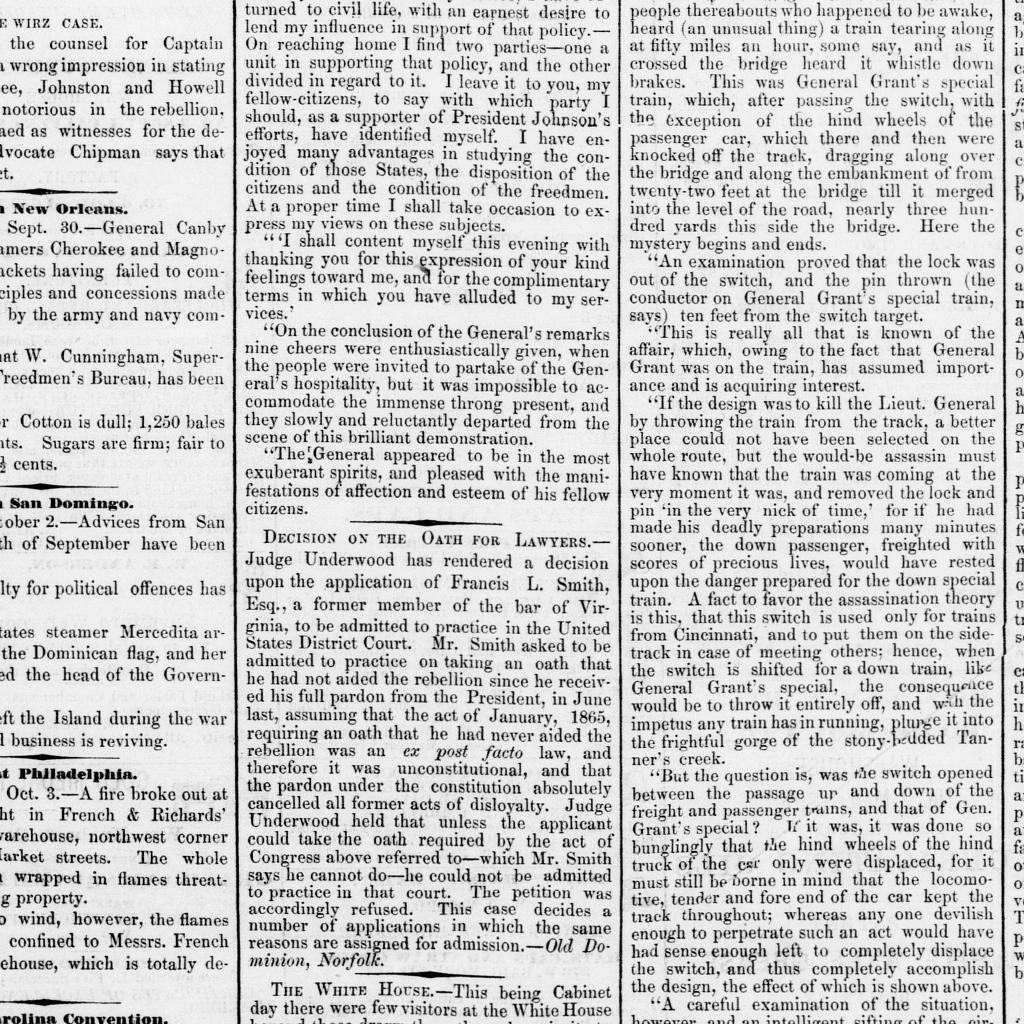 E WIRZ CASE.
the counsel for Captain
wrong impression in stating
ee, Johnston and Howell
notorious in the rebellion.
ed as witnesses for the de-
dvocate Chipman says that
ct.
New Orleans.
Sept. 30.—General Canby
amers Cherokee and Magno-
ackets having failed to com-
ciples and concessions made
by the army and navy com-
hat W. Cunningham, Super-
Freedmen's Bureau, has been
or Cotton is dull; 1,250 bales
nts. Sugars are firm; fair to
½ cents.
San Domingo.
tober 2.—Advices from San
th of September have been
lty for political offences has
tates steamer Mercedita ar-
the Dominican flag, and her
ed the head of the Govern-
eft the Island during the war
d business is reviving.
at Philadelphia.
Oct. 3.—A fire broke out at
ht in French & Richards'
warehouse, northwest corner
Market streets. The whole
wrapped in flames threat-
g property.
o wind, however, the flames
confined to Messrs. French
ehouse, which is totally de-
arolina Convention.
turned to civil life, with an earnest desire to
lend my influence in support of that policy.—
On reaching home I find two parties—one a
unit in supporting that policy, and the other
divided in regard to it. I leave it to you, my
fellow-citizens, to say with which party I
should, as a supporter of President Johnson's
efforts, have identified myself. I have en-
joyed many advantages in studying the con-
dition of those States, the disposition of the
citizens and the condition of the freedmen.
At a proper time I shall take occasion to ex-
press my views on these subjects.
"'I shall content myself this evening with
thanking you for this expression of your kind
feelings toward me, and for the complimentary
terms in which you have alluded to my ser-
vices.'
"On the conclusion of the General's remarks
nine cheers were enthusiastically given, when
the people were invited to partake of the Gen-
eral's hospitality, but it was impossible to ac-
commodate the immense throng present, and
they slowly and reluctantly departed from the
scene of this brilliant demonstration.
"The General appeared to be in the most
exuberant spirits, and pleased with the mani-
festations of affection and esteem of his fellow
citizens.
DECISION ON THE OATH FOR LAWYERS.—
Judge Underwood has rendered a decision
upon the application of Francis L. Smith,
Esq., a former member of the bar of Vir-
ginia, to be admitted to practice in the United
States District Court. Mr. Smith asked to be
admitted to practice on taking an oath that
he had not aided the rebellion since he receiv-
ed his full pardon from the President, in June
last, assuming that the act of January, 1865,
requiring an oath that he had never aided the
rebellion was an ex post facto law, and
therefore it was unconstitutional, and that
the pardon under the constitution absolutely
cancelled all former acts of disloyalty. Judge
Underwood held that unless the applicant
could take the oath required by the act of
Congress above referred to—which Mr. Smith
says he cannot do—he could not be admitted
to practice in that court. The petition was
accordingly refused. This case decides a
number of applications in which the same
reasons are assigned for admission.—Old Do-
minion, Norfolk.
THE WHITE HOUSE.—This being Cabinet
day there were few visitors at the White House
people thereabouts who happened to be awake,
heard (an unusual thing) a train tearing along
at fifty miles an hour, some say, and as it
crossed the bridge heard it whistle down
brakes. This was General Grant's special
train, which, after passing the switch, with
the exception of the hind wheels of the
passenger car, which there and then were
knocked off the track, dragging along over
the bridge and along the embankment of from
twenty-two feet at the bridge till it merged
into the level of the road, nearly three hun-
dred yards this side the bridge. Here the
mystery begins and ends.
"An examination proved that the lock was
out of the switch, and the pin thrown (the
conductor on General Grant's special train,
says) ten feet from the switch target.
"This is really all that is known of the
affair, which, owing to the fact that General
Grant was on the train, has assumed import-
ance and is acquiring interest.
"If the design was to kill the Lieut. General
by throwing the train from the track, a better
place could not have been selected on the
whole route, but the would-be assassin must
have known that the train was coming at the
very moment it was, and removed the lock and
pin 'in the very nick of time,' for if he had
made his deadly preparations many minutes
sooner, the down passenger, freighted with
scores of precious lives, would have rested
upon the danger prepared for the down special
train. A fact to favor the assassination theory
is this, that this switch is used only for trains
from Cincinnati, and to put them on the side-
track in case of meeting others; hence, when
the switch is shifted for a down train, like
General Grant's special, the consequence
would be to throw it entirely off, and with the
impetus any train has in running, plunge it into
the frightful gorge of the stony-bedded Tan-
ner's creek.
"But the question is, was the switch opened
between the passage up and down of the
freight and passenger trains, and that of Gen.
Grant's special? If it was, it was done so
bunglingly that the hind wheels of the hind
truck of the car only were displaced, for it
must still be borne in mind that the locomo-
tive, tender and fore end of the car kept the
track throughout; whereas any one devilish
enough to perpetrate such an act would have
had sense enough left to completely displace
the switch, and thus completely accomplish
the design, the effect of which is shown above.
"A careful examination of the situation,
however, and an intelligent sifting of the cir-